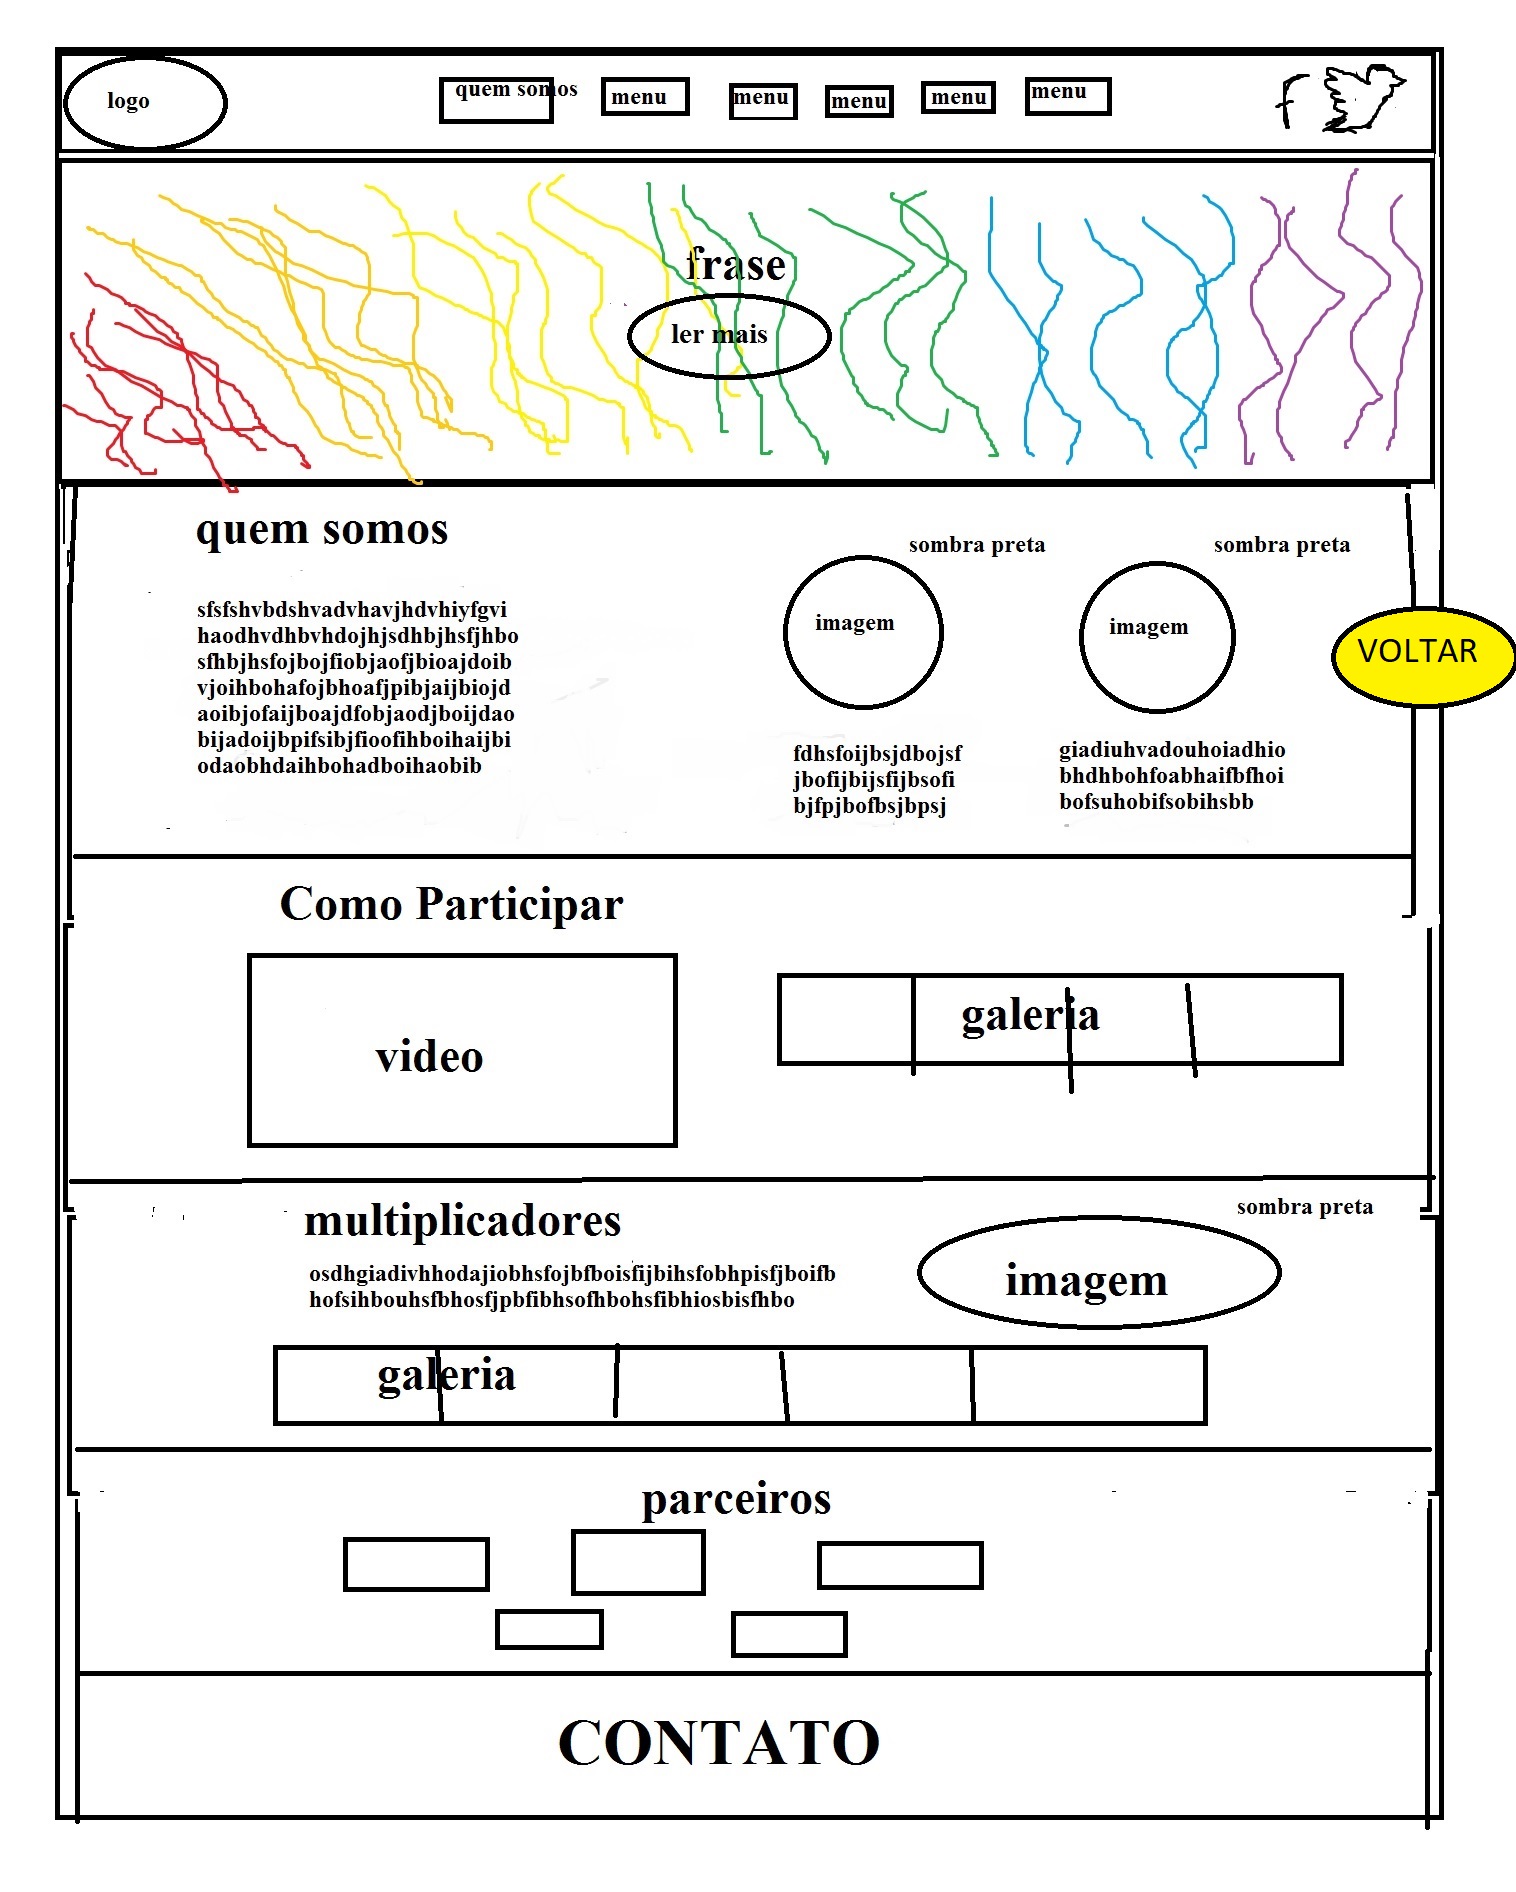 logo
quem somos
menu
menu
menu
menu
menu
f
frase
ler mais
quem somos
sfsfshvbdshvadvhavjhdvhiyfgvi
haodhvdhbvhdojhjsdhbjhsfjhbo
sfhbjhsfojbojfiobjaofjbioajdoib
vjoihbohafojbhoafjpibjaijbiojd
aoibjofaijboajdfobjaodjboijdao
bijadoijbpifsibjfioofihboihaijbi
odaobhdaihbohadboihaobib
sombra preta
imagem
fdhsfoijbsjdbojsf
jbofijbijsfijbsofi
bjfpjbofbsjbpsj
sombra preta
imagem
giadiuhvadouhoiadhio
bhdhbohfoabhaifbfhoi
bofsuhobifsobihsbb
VOLTAR
Como Participar
video
galeria
multiplicadores
osdhgiadivhhodajiobhsfojbfboisfijbihsfobhpisfjboifb
hofsihbouhsfbhosfjpbfibhsofhbohsfibhiosbisfhbo
sombra preta
imagem
galeria
parceiros
CONTATO